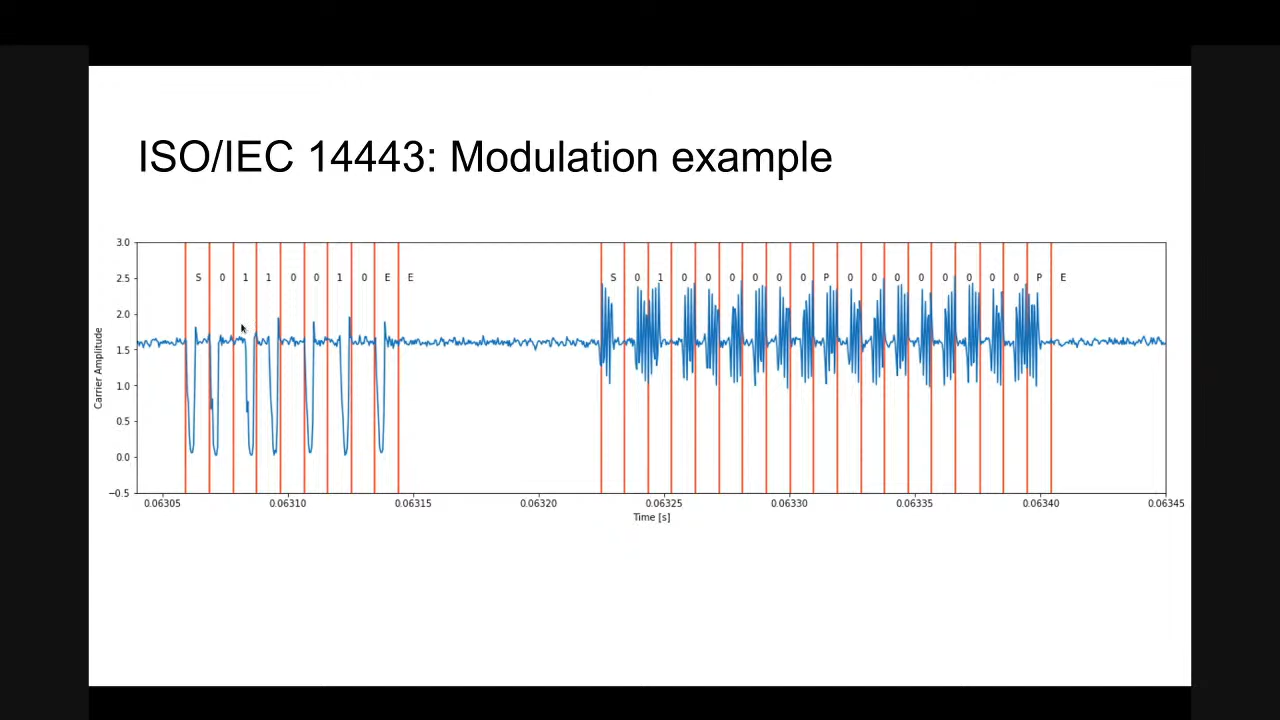 ISO/IEC 14443: Modulation example
3.0
2.5
2.0
1.5
1.0
0.5
0.0
−0.5
Carrier Amplitude
S 0 1 1 0 0 1 0 E E
S 0 1 0 0 0 0 0 0 P 0 0 0 0 0 0 0 0 P E
0.06305 0.06310 0.06315 0.06320 0.06325 0.06330 0.06335 0.06340 0.06345
Time [s]